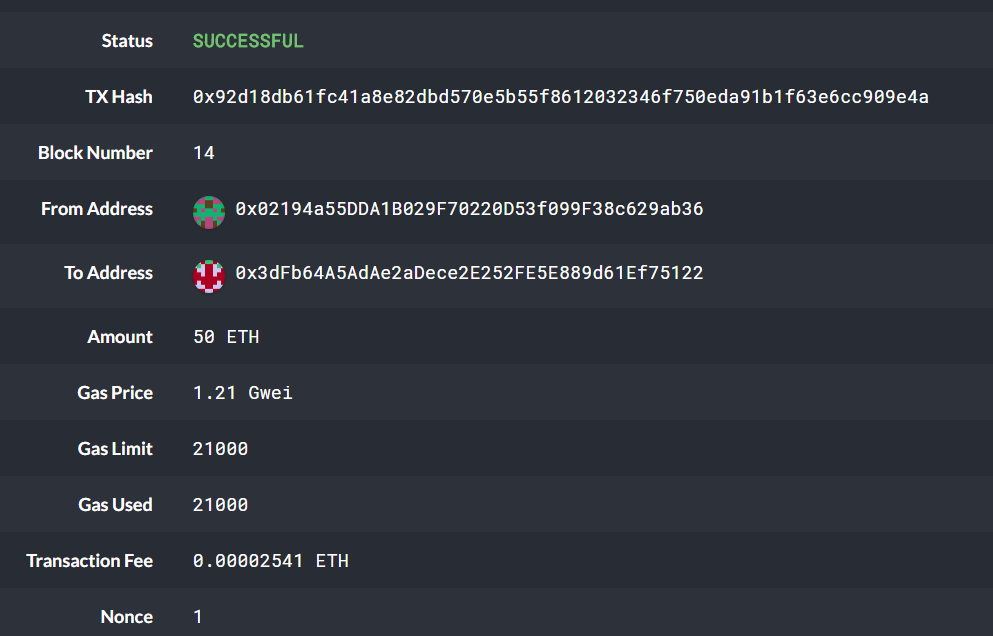 Status SUCCESSFUL
TX Hash 0x92d18db61fc41a8e82dbd570e5b55f8612032346f750eda91b1f63e6cc909e4a
Block Number 14
From Address 0x02194a55DDA1B029F70220D53f099F38c629ab36
To Address 0x3dFb64A5AdAe2aDece2E252FE5E889d61Ef75122
Amount 50 ETH
Gas Price 1.21 Gwei
Gas Limit 21000
Gas Used 21000
Transaction Fee 0.00002541 ETH
Nonce 1